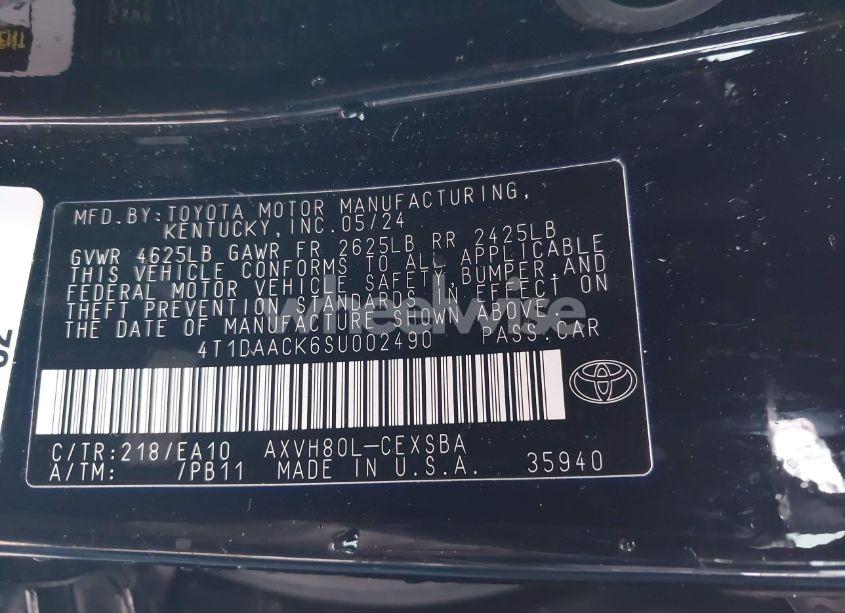 MFD.BY: TOYOTA MOTOR MANUFACTURING,
KENTUCKY, INC. 05/24
GVWR 4625LB GAWR FR 2625LB RR 2425LB
THIS VEHICLE CONFORMS TO ALL APPLICABLE
FEDERAL MOTOR VEHICLE SAFETY, BUMPER, AND
THEFT PREVENTION STANDARDS IN EFFECT ON
THE DATE OF MANUFACTURE SHOWN ABOVE.
4T1DAACK6SU002490 PASS.CAR
C/TR:218/EA10 AXVH80L-CEXSBA
A/TM: /PB11 MADE IN U.S.A. 35940
wheelwise